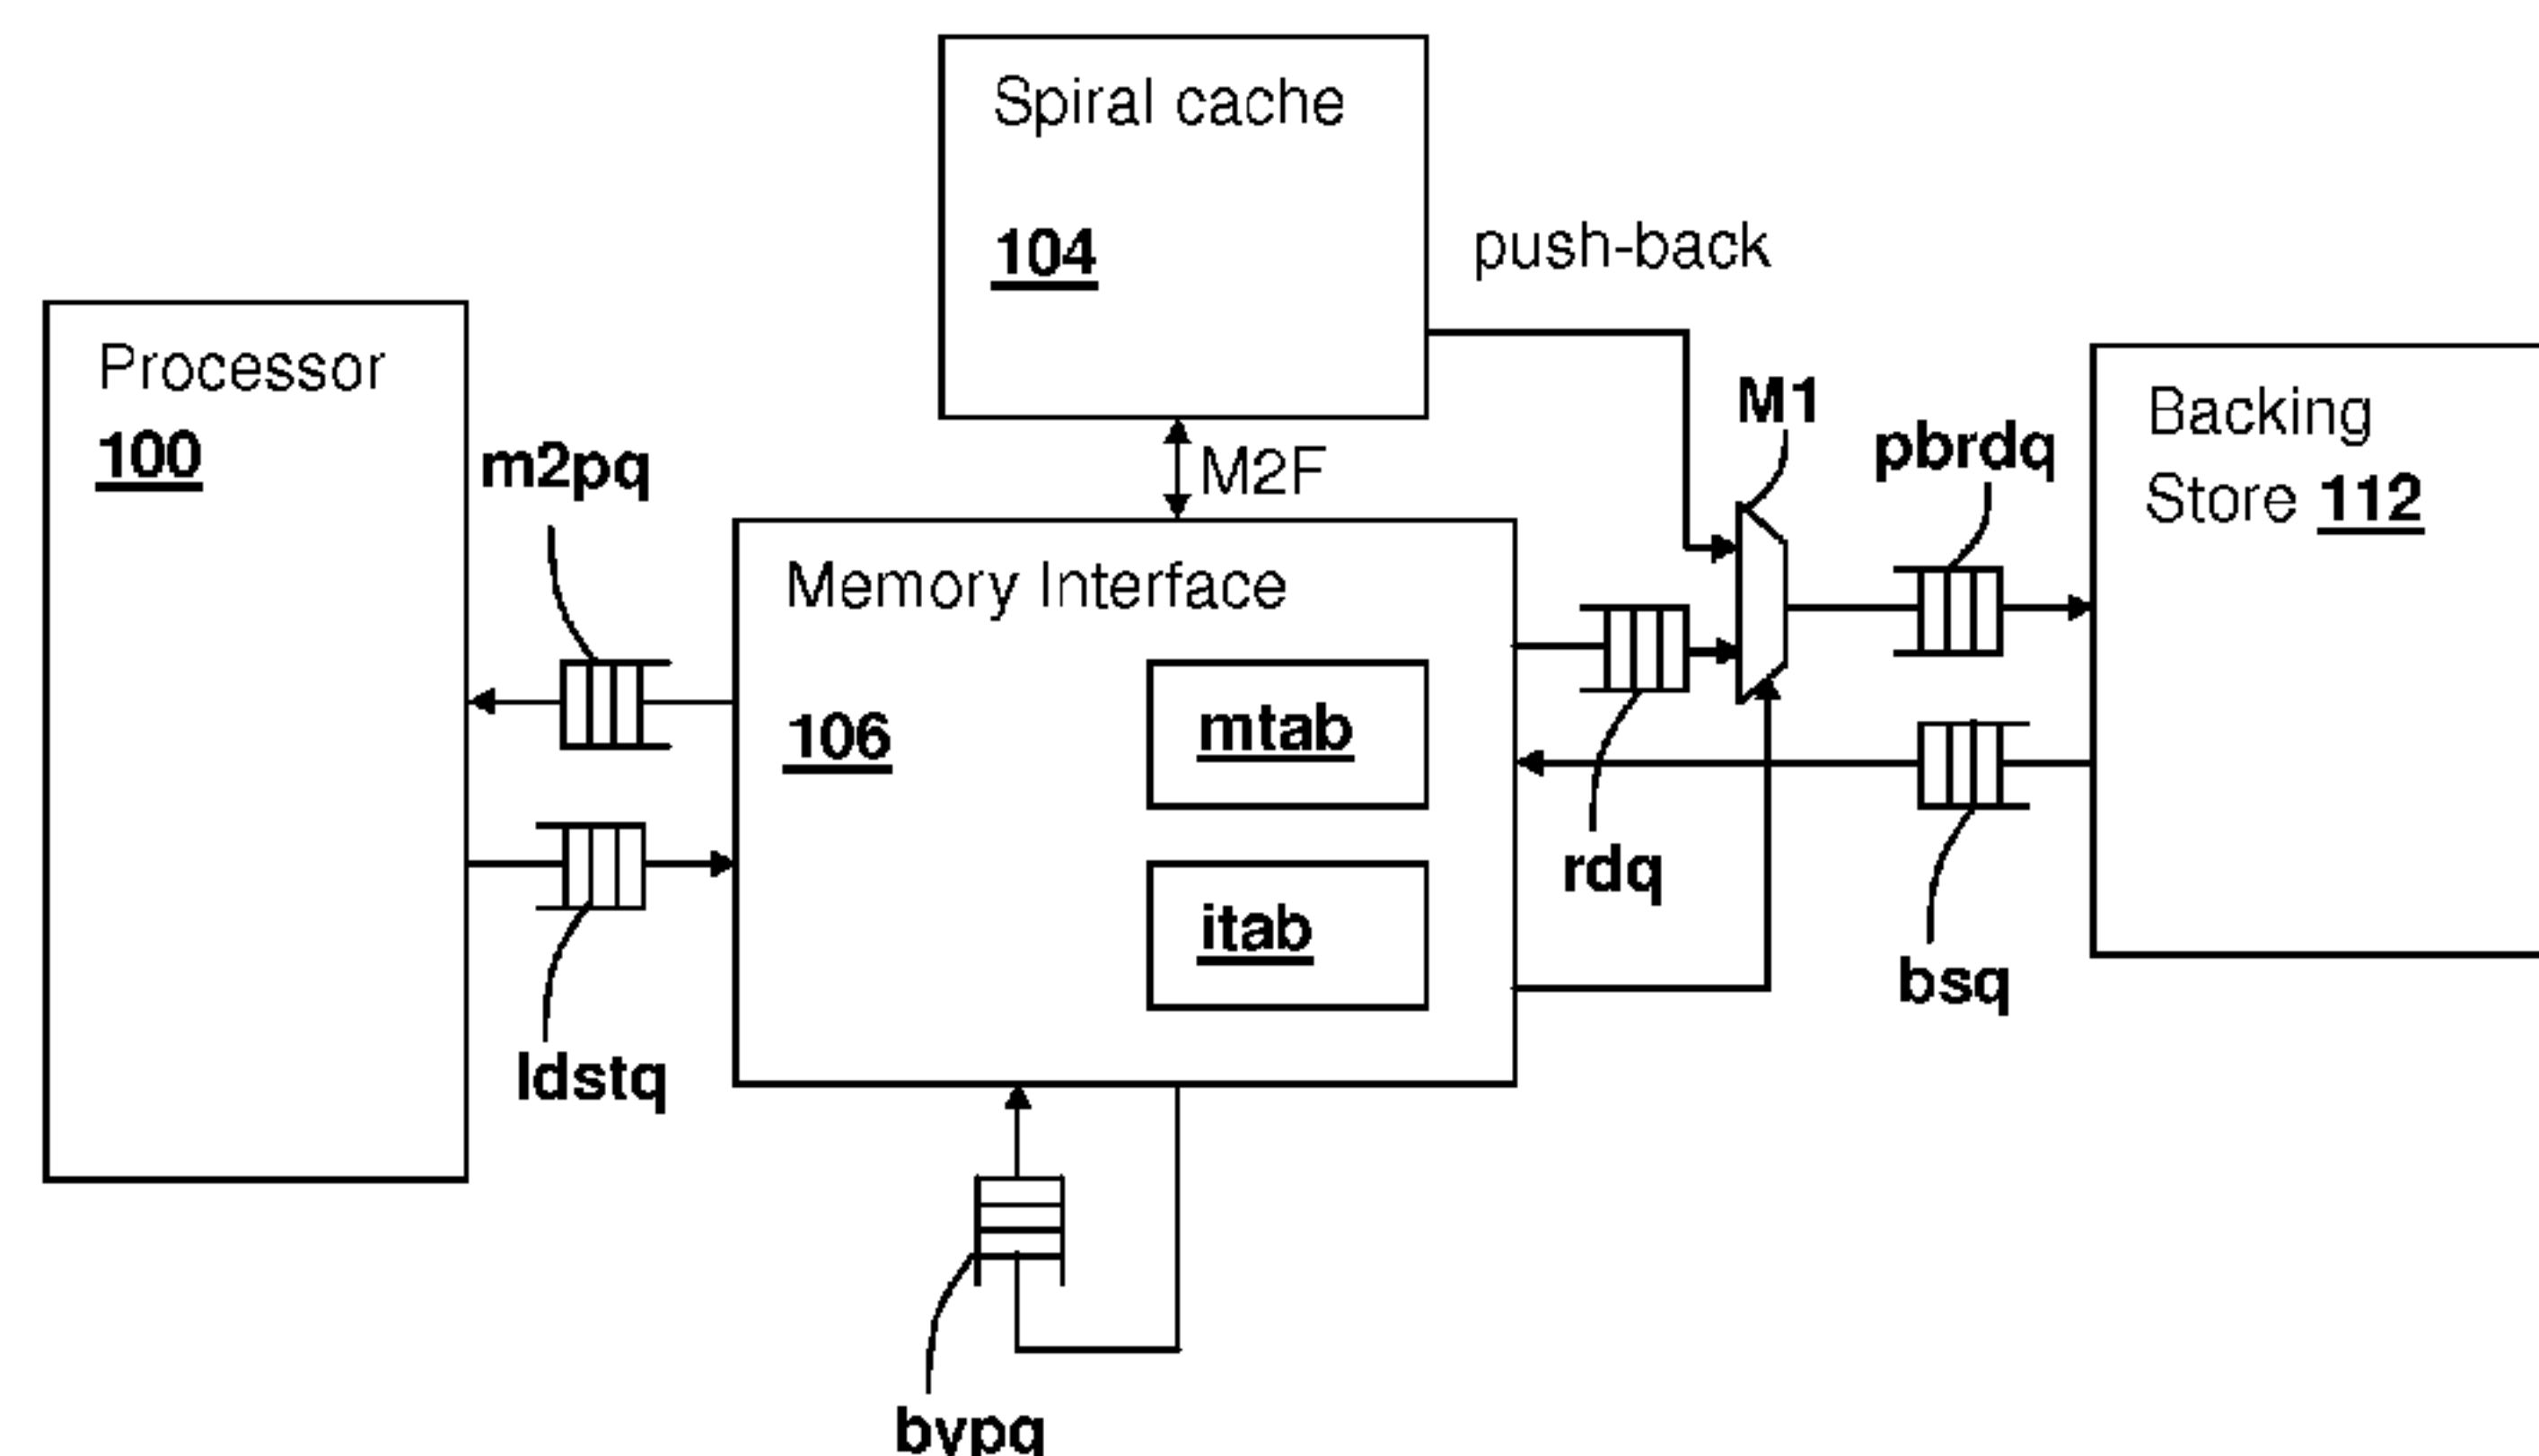 Spiral cache
104
push-back
Processor
100
m2pq
M2F
M1
pbrdq
Backing
Store 112
Memory Interface
106
mtab
itab
rdq
bsq
ldstq
bypq